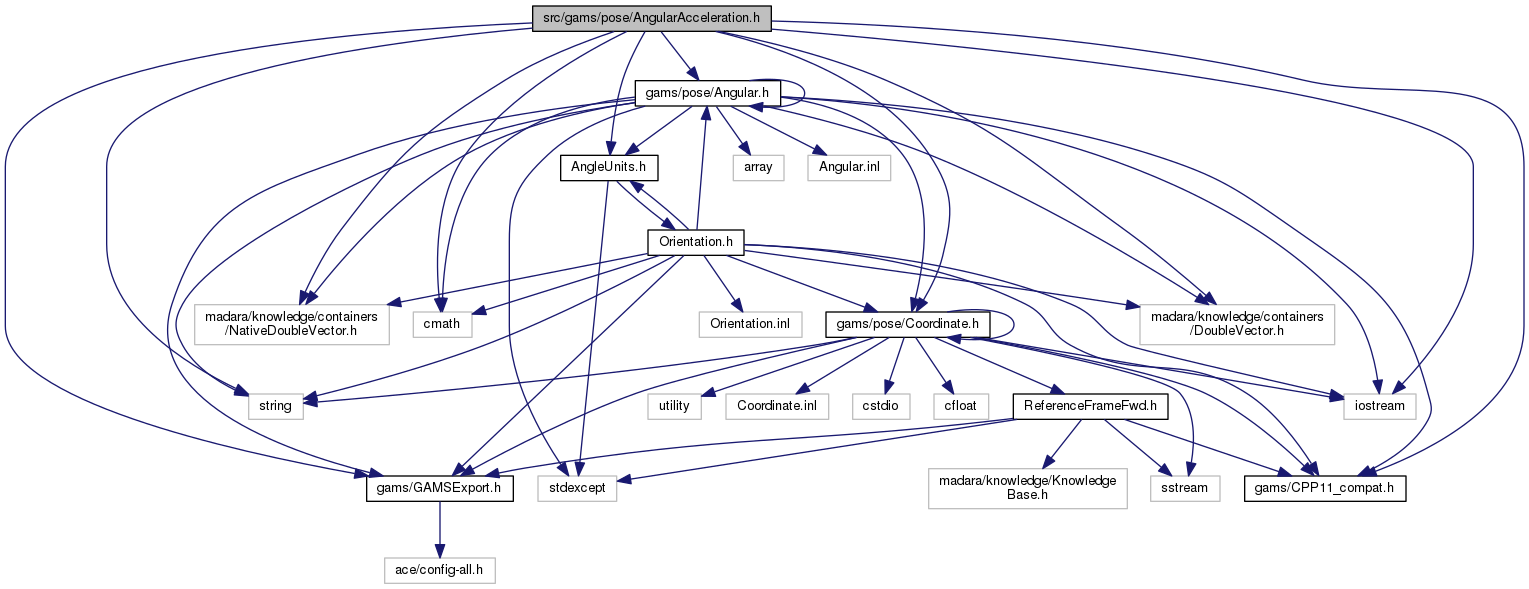 src/gams/pose/AngularAcceleration.h
gams/pose/Angular.h
AngleUnits.h
array
Angular.inl
Orientation.h
madara/knowledge/containers
/NativeDoubleVector.h
cmath
Orientation.inl
gams/pose/Coordinate.h
madara/knowledge/containers
/DoubleVector.h
string
utility
Coordinate.inl
cstdio
cfloat
ReferenceFrameFwd.h
iostream
gams/GAMSExport.h
stdexcept
madara/knowledge/Knowledge
Base.h
sstream
gams/CPP11_compat.h
ace/config-all.h